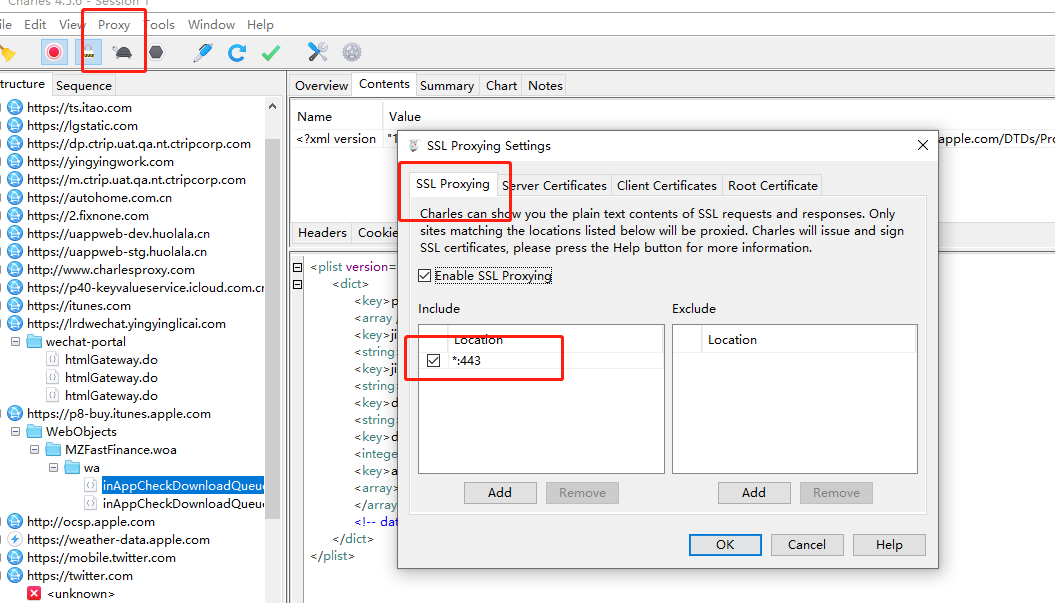 Charles 4.5.6 - Session 1
ile Edit View Proxy Tools Window Help
tructure Sequence
https://ts.itao.com
https://lgstatic.com
https://dp.ctrip.uat.qa.nt.ctripcorp.com
https://yingyingwork.com
https://m.ctrip.uat.qa.nt.ctripcorp.com
https://autohome.com.cn
https://2.fixnone.com
https://uappweb-dev.huolala.cn
https://uappweb-stg.huolala.cn
http://www.charlesproxy.com
https://p40-keyvalueservice.icloud.com.cn
https://itunes.com
https://lrdwechat.yingyinglicai.com
wechat-portal
htmlGateway.do
htmlGateway.do
htmlGateway.do
https://p8-buy.itunes.apple.com
WebObjects
MZFastFinance.woa
wa
inAppCheckDownloadQueue
inAppCheckDownloadQueue
http://ocsp.apple.com
https://weather-data.apple.com
https://mobile.twitter.com
https://twitter.com
<unknown>
Overview Contents Summary Chart Notes
Name Value
<?xml version "1 apple.com/DTDs/Pro
Headers Cookie
<plist version=
<dict>
<key>p
<array
<key>ji
<string
<key>ji
<string
<key>d
<string
<key>d
<intege
<key>a
<array>
</array
<!-- dat
</dict>
</plist>
SSL Proxying Settings
SSL Proxying Server Certificates Client Certificates Root Certificate
Charles can show you the plain text contents of SSL requests and responses. Only
sites matching the locations listed below will be proxied. Charles will issue and sign
SSL certificates, please press the Help button for more information.
Enable SSL Proxying
Include Exclude
Location Location
*:443
Add Remove Add Remove
OK Cancel Help